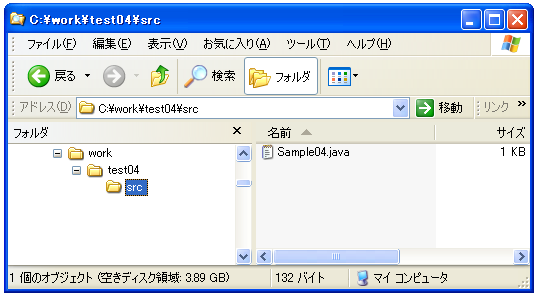 C:¥work¥test04¥src
ファイル(F) 編集(E) 表示(V) お気に入り(A) ツール(T) ヘルプ(H)
戻る 検索 フォルダ
アドレス(D) C:¥work¥test04¥src 移動 リンク »
フォルダ × 名前 サイズ
work Sample04.java 1 KB
test04
src
1 個のオブジェクト (空きディスク領域: 3.89 GB) 132 バイト マイ コンピュータ